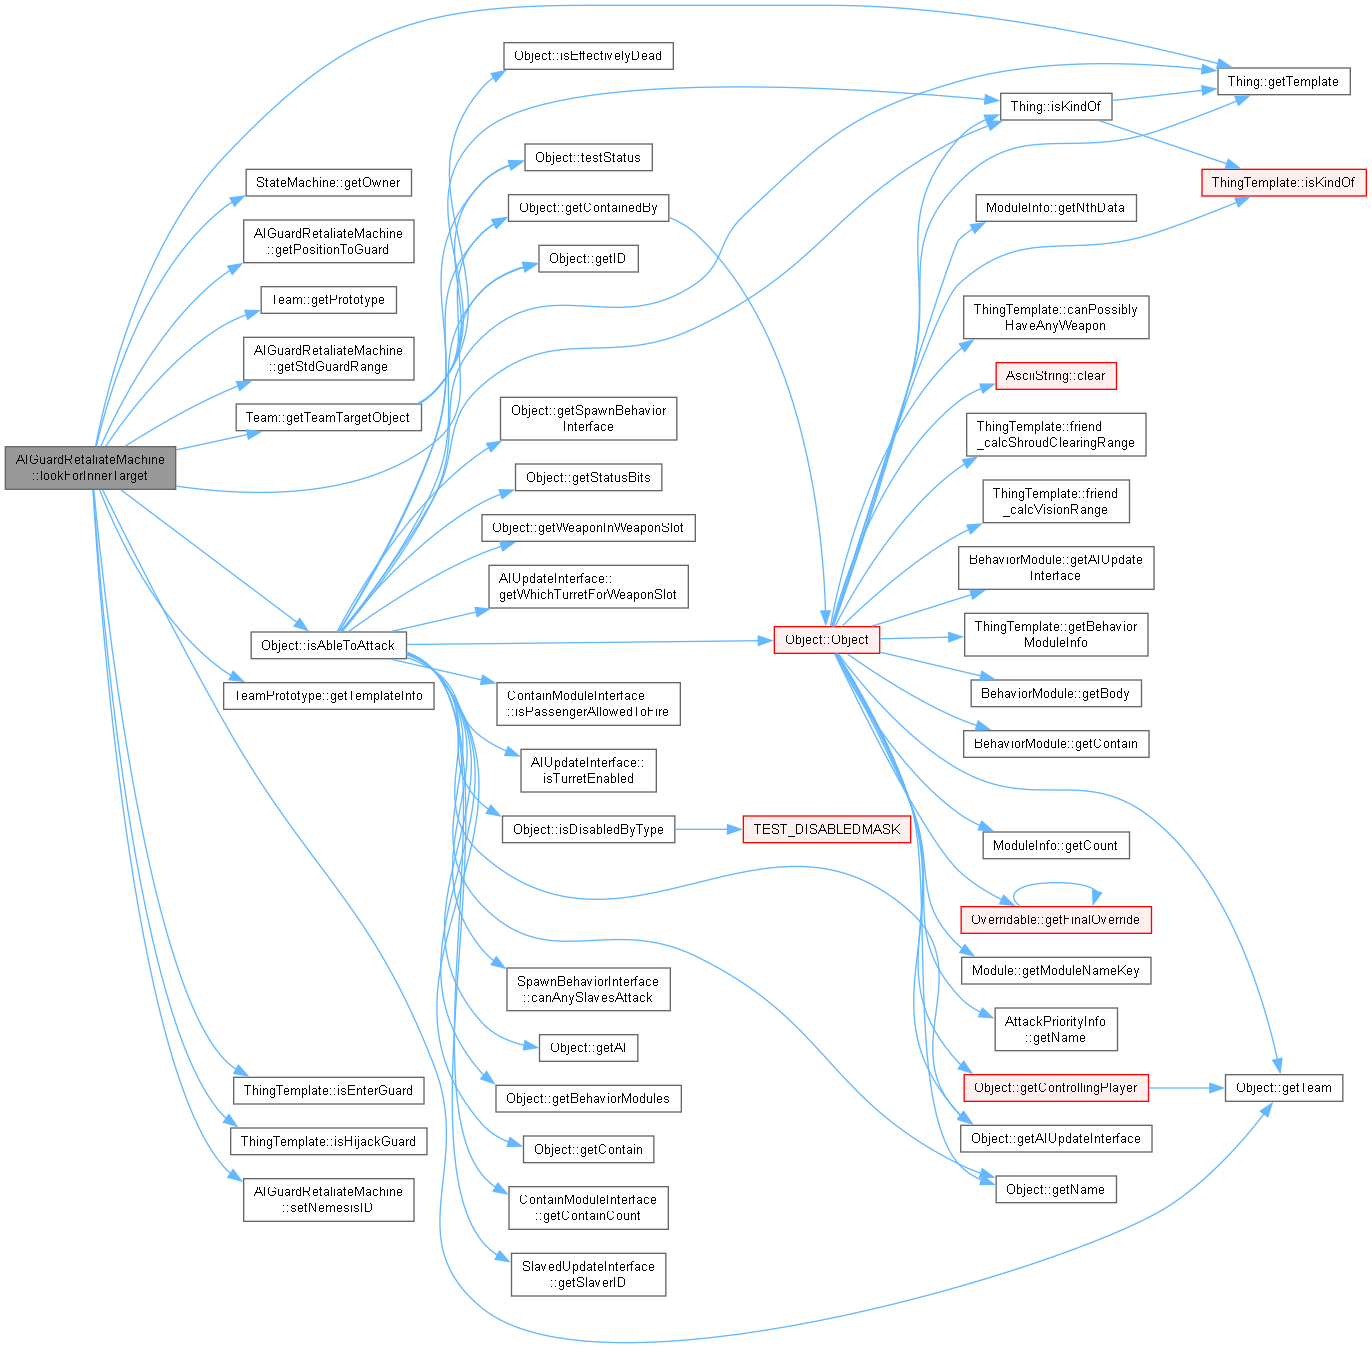 AIGuardRetaliateMachine
::lookForInnerTarget
StateMachine::getOwner
AIGuardRetaliateMachine
::getPositionToGuard
Team::getPrototype
AIGuardRetaliateMachine
::getStdGuardRange
Team::getTeamTargetObject
Object::isAbleToAttack
TeamPrototype::getTemplateInfo
ThingTemplate::isEnterGuard
ThingTemplate::isHijackGuard
AIGuardRetaliateMachine
::setNemesisID
Object::isEffectivelyDead
Object::testStatus
Object::getContainedBy
Object::getID
Object::getSpawnBehavior
Interface
Object::getStatusBits
Object::getWeaponInWeaponSlot
AIUpdateInterface::
getWhichTurretForWeaponSlot
ContainModuleInterface
::isPassengerAllowedToFire
AIUpdateInterface::
isTurretEnabled
Object::isDisabledByType
SpawnBehaviorInterface
::canAnySlavesAttack
Object::getAI
Object::getBehaviorModules
Object::getContain
ContainModuleInterface
::getContainCount
SlavedUpdateInterface
::getSlaverID
Object::Object
TEST_DISABLEDMASK
Thing::isKindOf
ModuleInfo::getNthData
ThingTemplate::canPossibly
HaveAnyWeapon
AsciiString::clear
ThingTemplate::friend
_calcShroudClearingRange
ThingTemplate::friend
_calcVisionRange
BehaviorModule::getAIUpdate
Interface
ThingTemplate::getBehavior
ModuleInfo
BehaviorModule::getBody
BehaviorModule::getContain
ModuleInfo::getCount
Overridable::getFinalOverride
Module::getModuleNameKey
AttackPriorityInfo
::getName
Object::getControllingPlayer
Object::getAIUpdateInterface
Object::getName
Thing::getTemplate
ThingTemplate::isKindOf
Object::getTeam